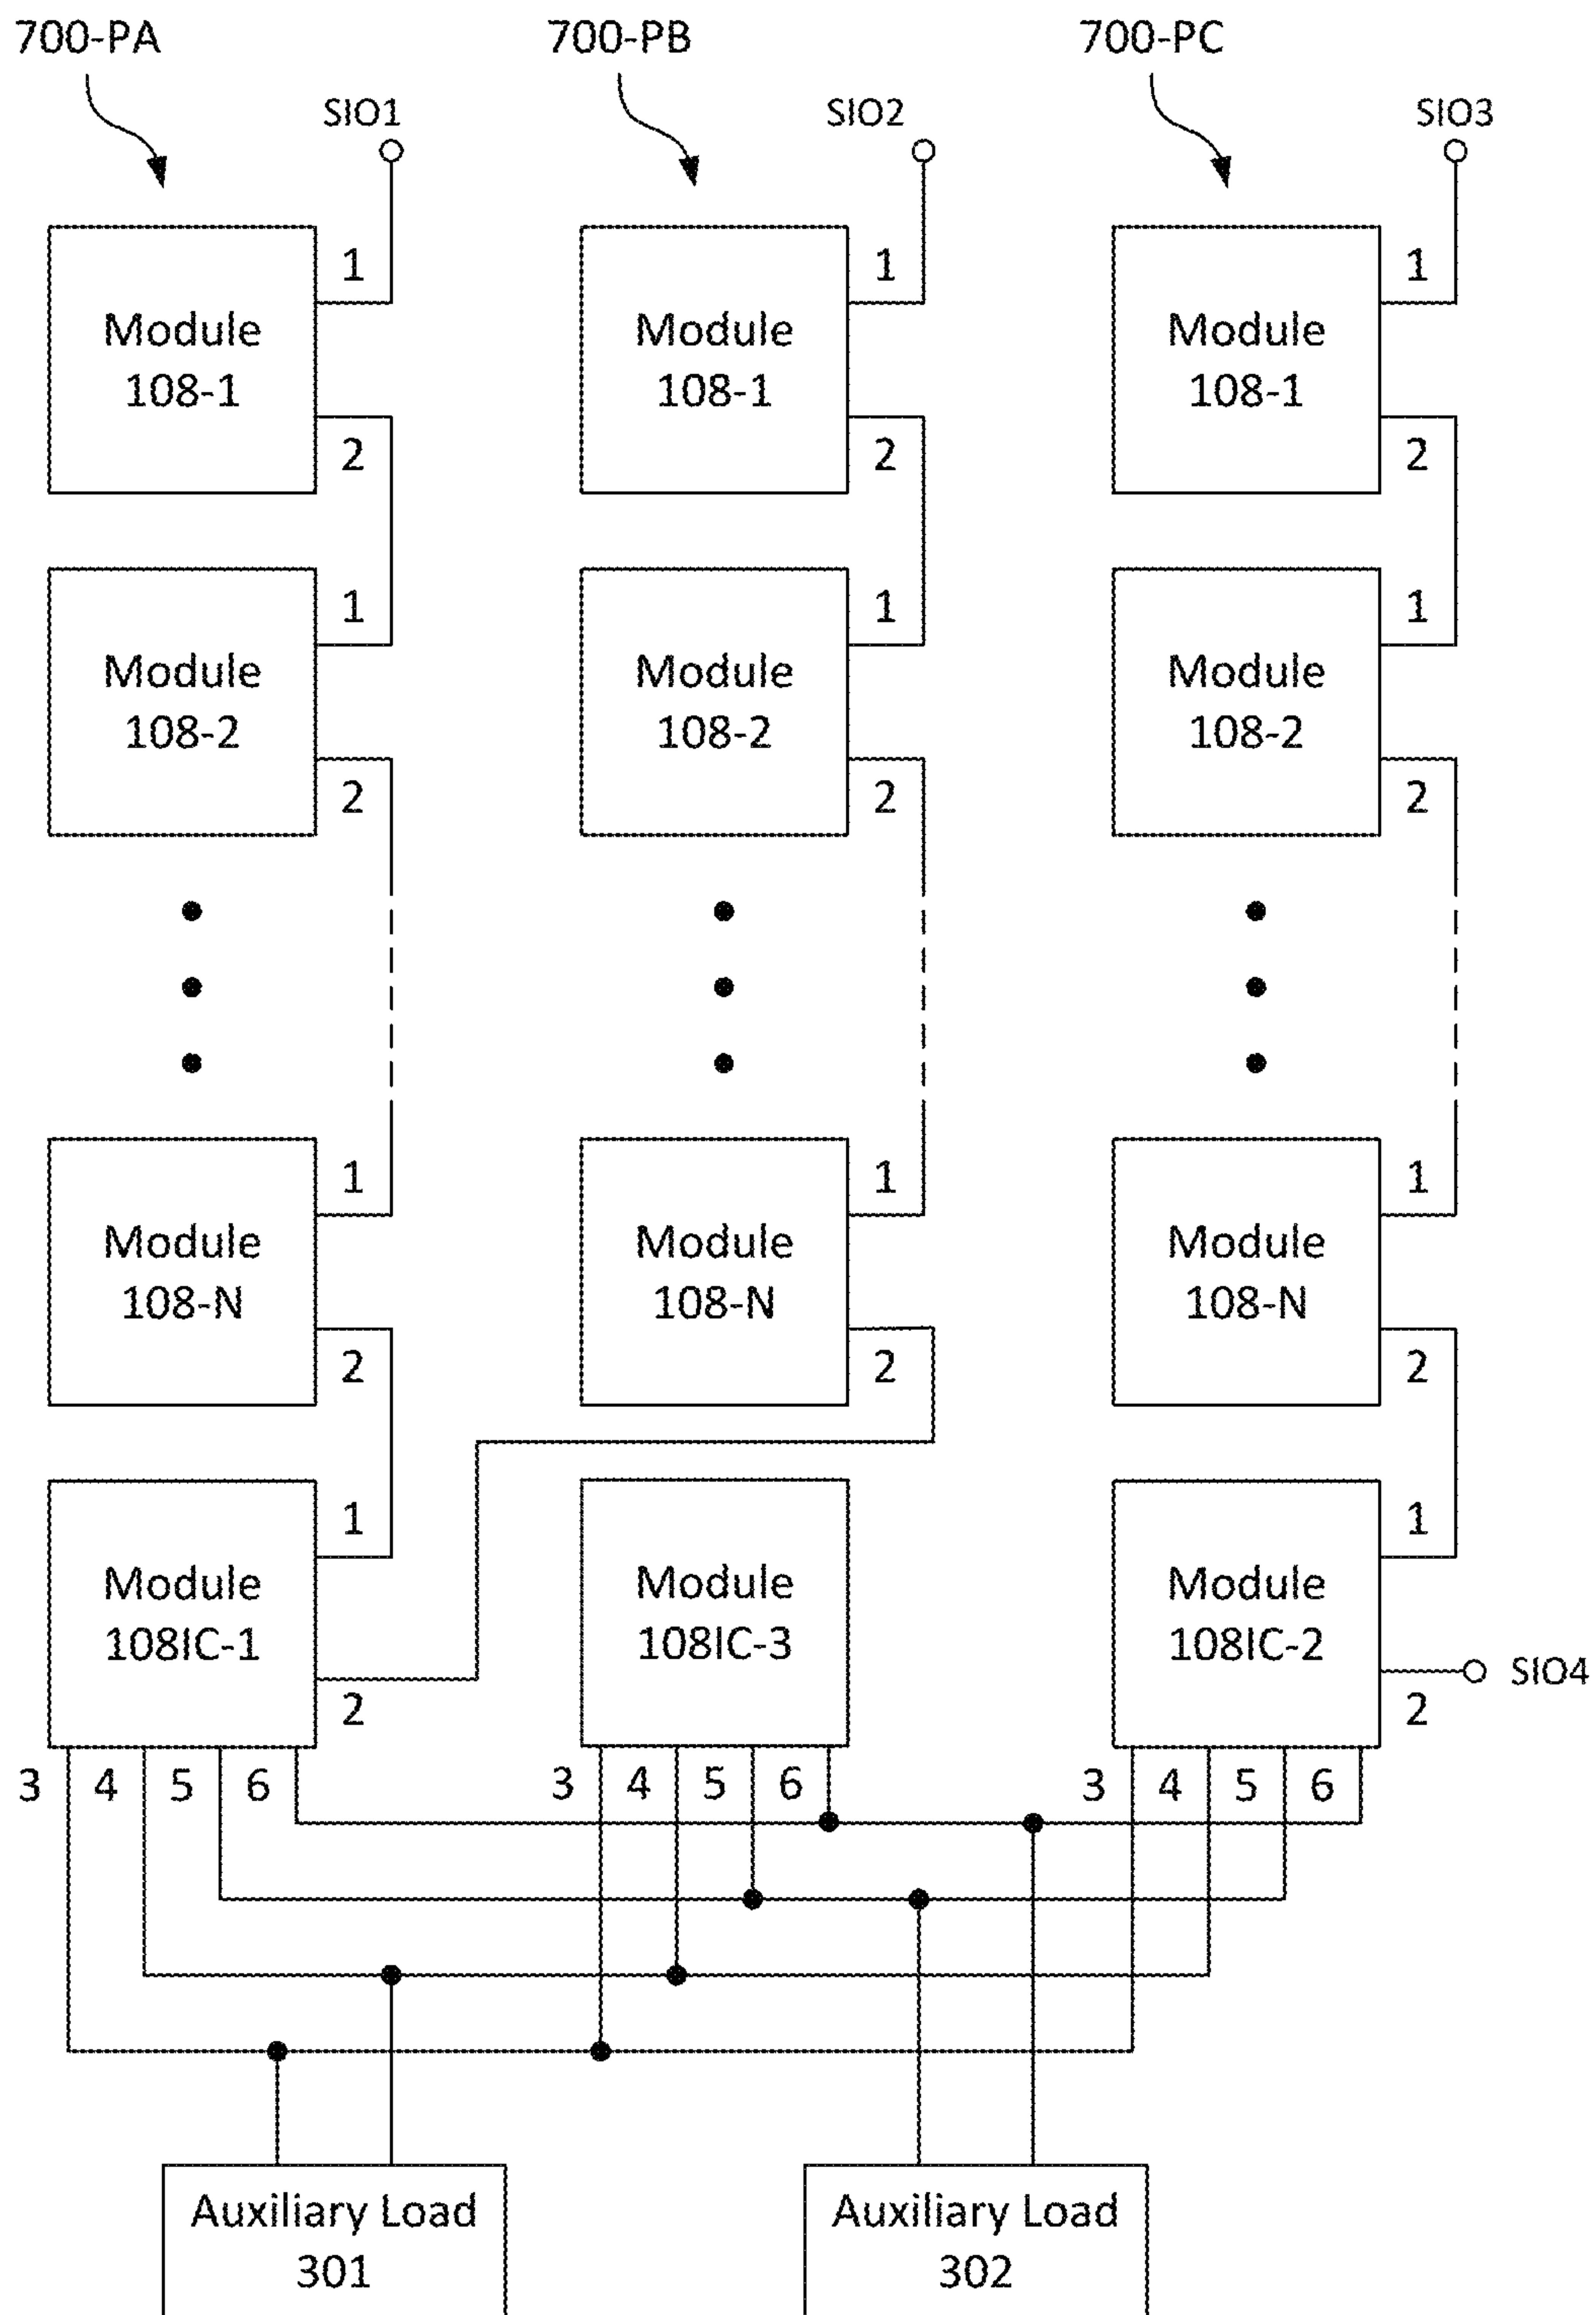 700-PA
700-PB
700-PC
SIO1
SIO2
SIO3
1
1
1
Module
108-1
Module
108-1
Module
108-1
2
2
2
1
1
1
Module
108-2
Module
108-2
Module
108-2
2
2
2
1
1
1
Module
108-N
Module
108-N
Module
108-N
2
2
2
1
1
Module
108IC-1
Module
108IC-3
Module
108IC-2
SIO4
2
2
3 4 5 6
3 4 5 6
3 4 5 6
Auxiliary Load
301
Auxiliary Load
302